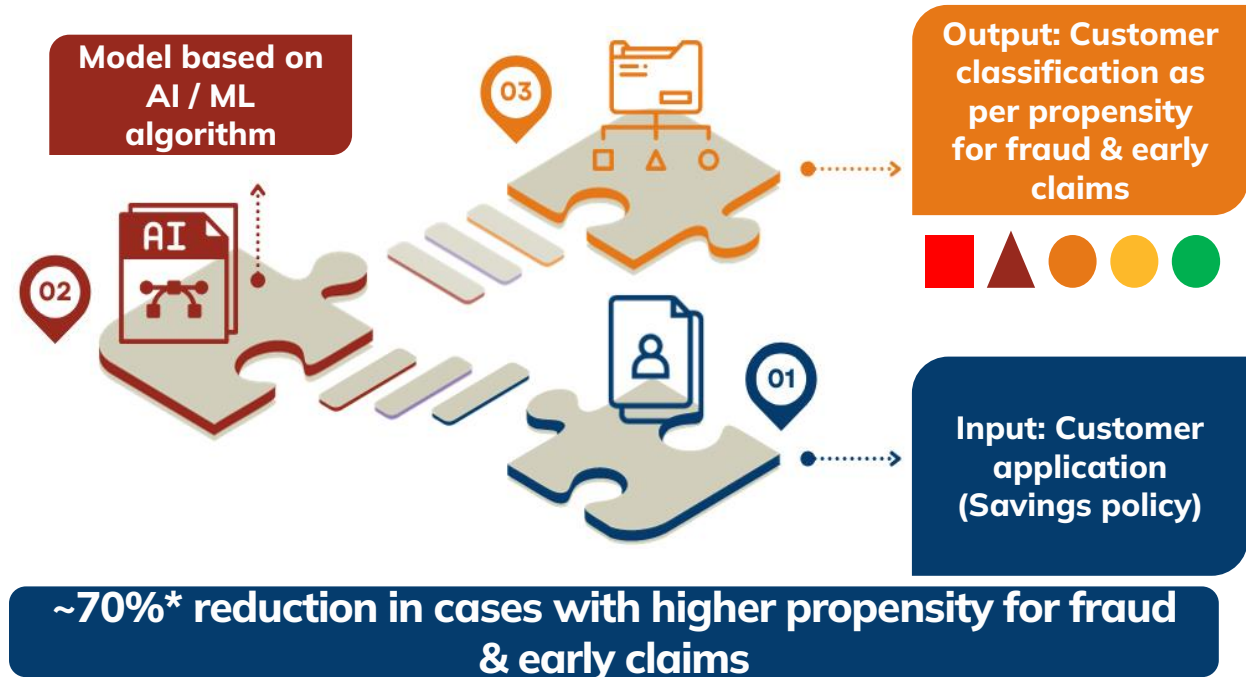 Model based on
AI / ML
algorithm
03
Output: Customer
classification as
per propensity
for fraud & early
claims
AI
02
01
Input: Customer
application
(Savings policy)
~70%* reduction in cases with higher propensity for fraud
& early claims